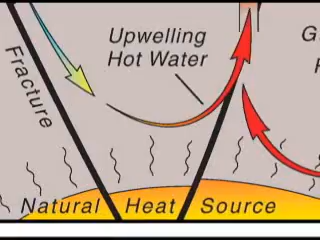 Upwelling
Hot Water
G
Fracture
Natural Heat Source